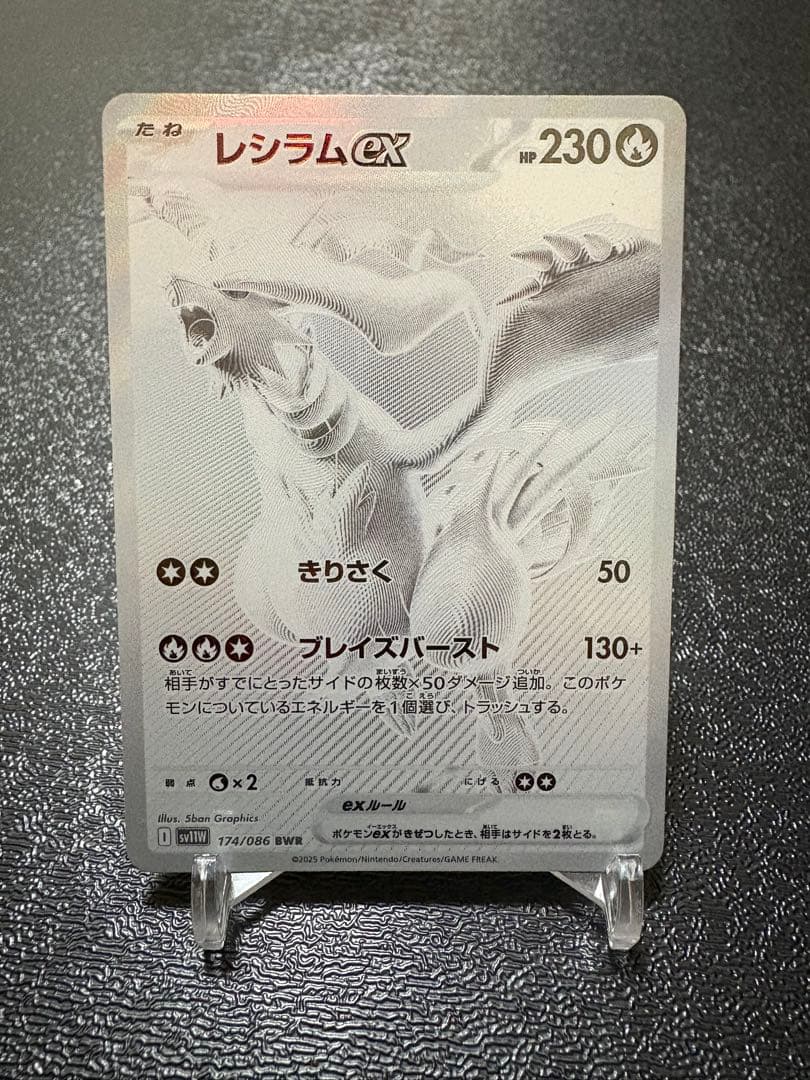 たね レシラムex HP230
きりさく 50
ブレイズバースト 130+
相手がすでにとったサイドの枚数×50ダメージ追加。このポケ
モンについているエネルギーを1個選び、トラッシュする。
弱点 ×2 抵抗力 にげる
exルール
ポケモンexがきぜつしたとき、相手はサイドを2枚とる。
Illus. 5ban Graphics
I sv11W 174/086 BWR
©2025 Pokémon/Nintendo/Creatures/GAME FREAK